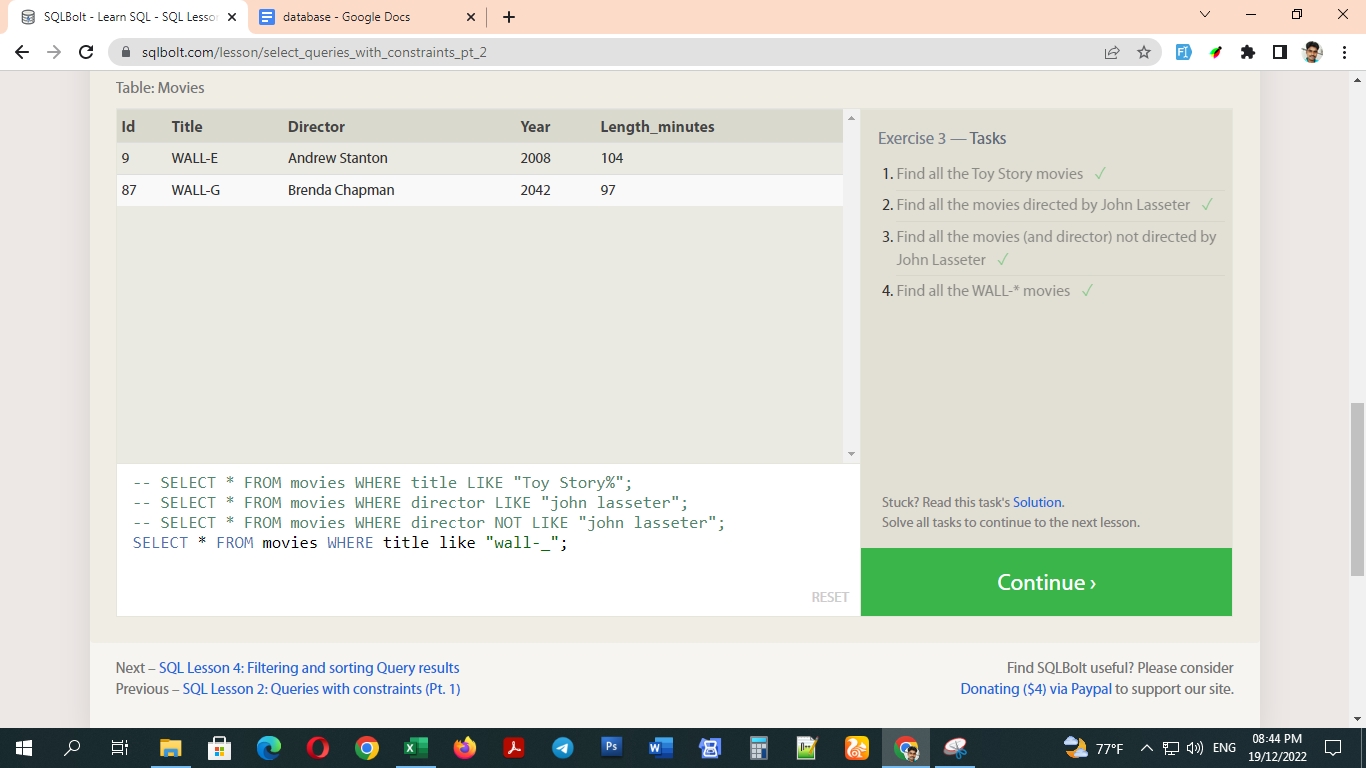 SQLBolt - Learn SQL - SQL Lesso
database - Google Docs
sqlbolt.com/lesson/select_queries_with_constraints_pt_2
Table: Movies
Id Title Director Year Length_minutes
9 WALL-E Andrew Stanton 2008 104
87 WALL-G Brenda Chapman 2042 97
Exercise 3 — Tasks
1. Find all the Toy Story movies ✓
2. Find all the movies directed by John Lasseter ✓
3. Find all the movies (and director) not directed by
John Lasseter ✓
4. Find all the WALL-* movies ✓
-- SELECT * FROM movies WHERE title LIKE "Toy Story%";
-- SELECT * FROM movies WHERE director LIKE "john lasseter";
-- SELECT * FROM movies WHERE director NOT LIKE "john lasseter";
SELECT * FROM movies WHERE title like "wall-_";
RESET
Stuck? Read this task's Solution.
Solve all tasks to continue to the next lesson.
Continue ›
Next – SQL Lesson 4: Filtering and sorting Query results
Previous – SQL Lesson 2: Queries with constraints (Pt. 1)
Find SQLBolt useful? Please consider
Donating ($4) via Paypal to support our site.
77°F
ENG
08:44 PM
19/12/2022